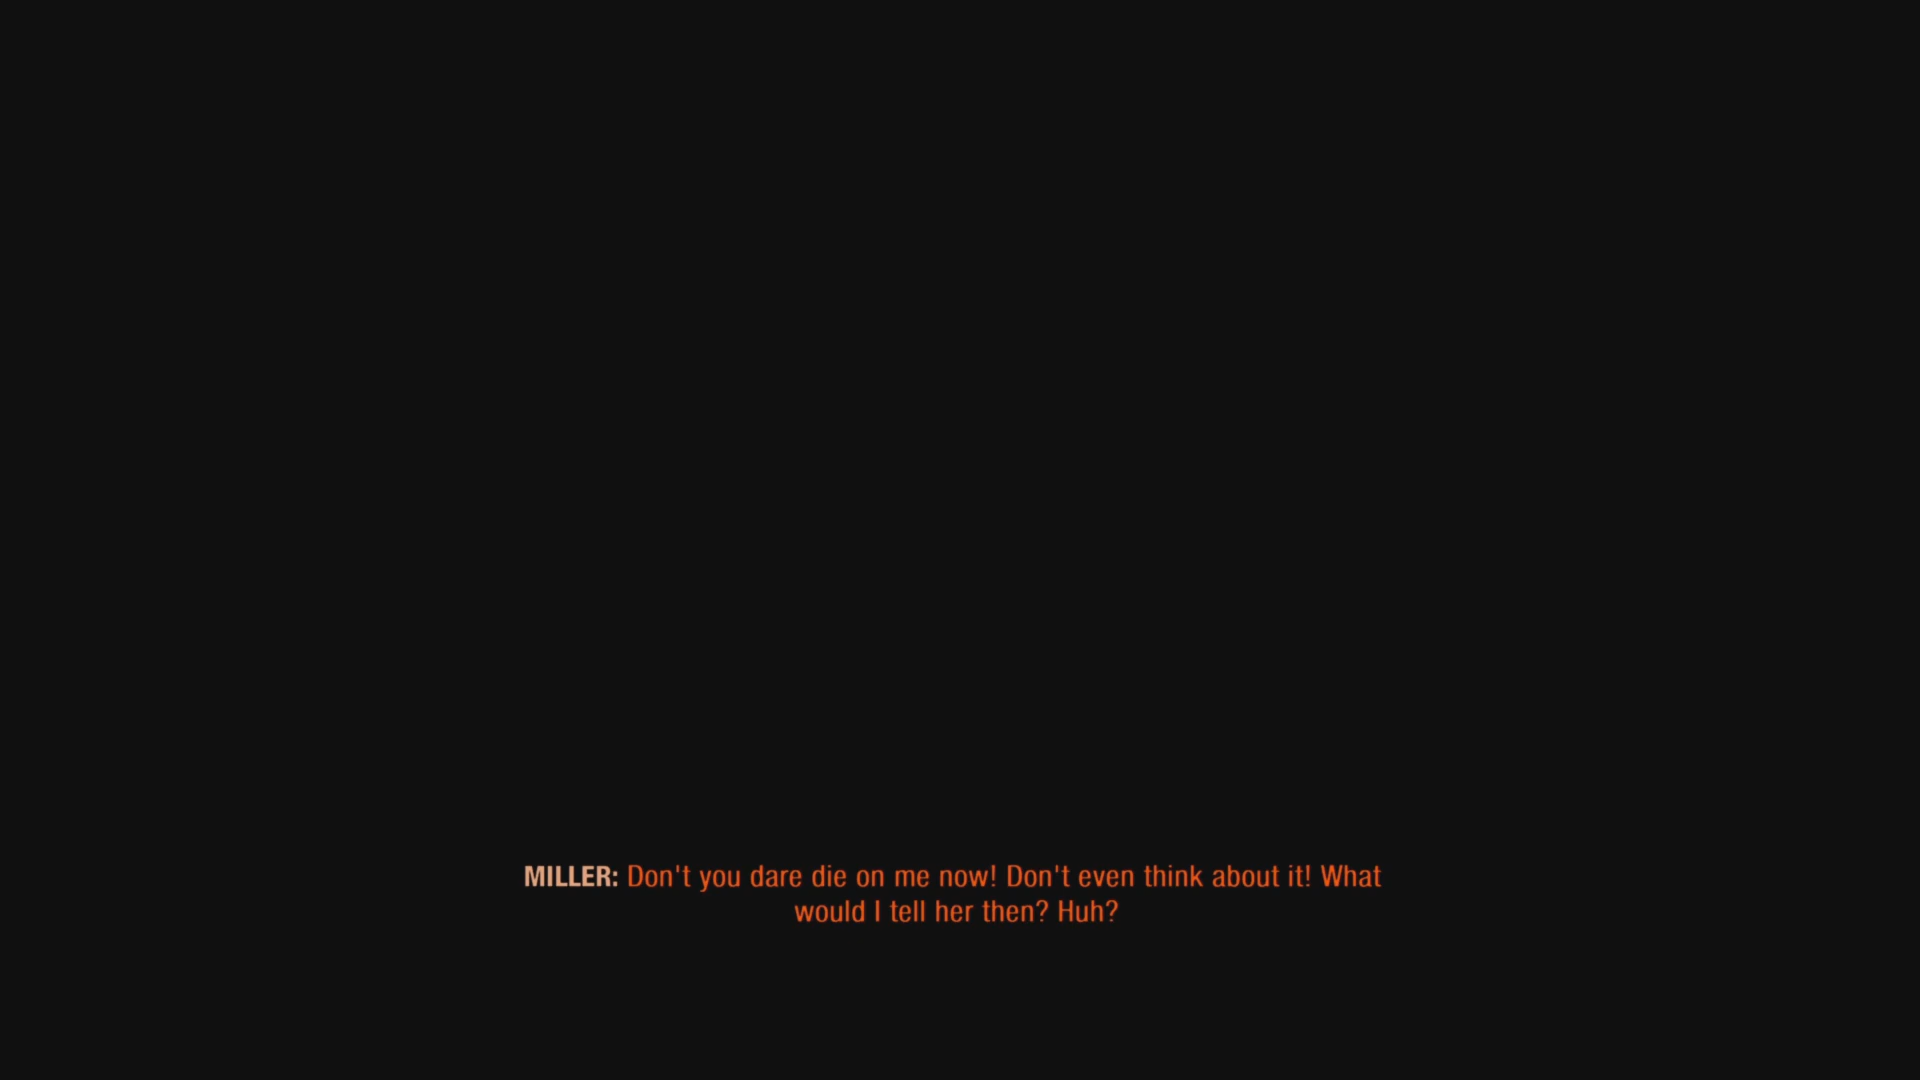 MILLER: Don't you dare die on me now! Don't even think about it! What
would I tell her then? Huh?